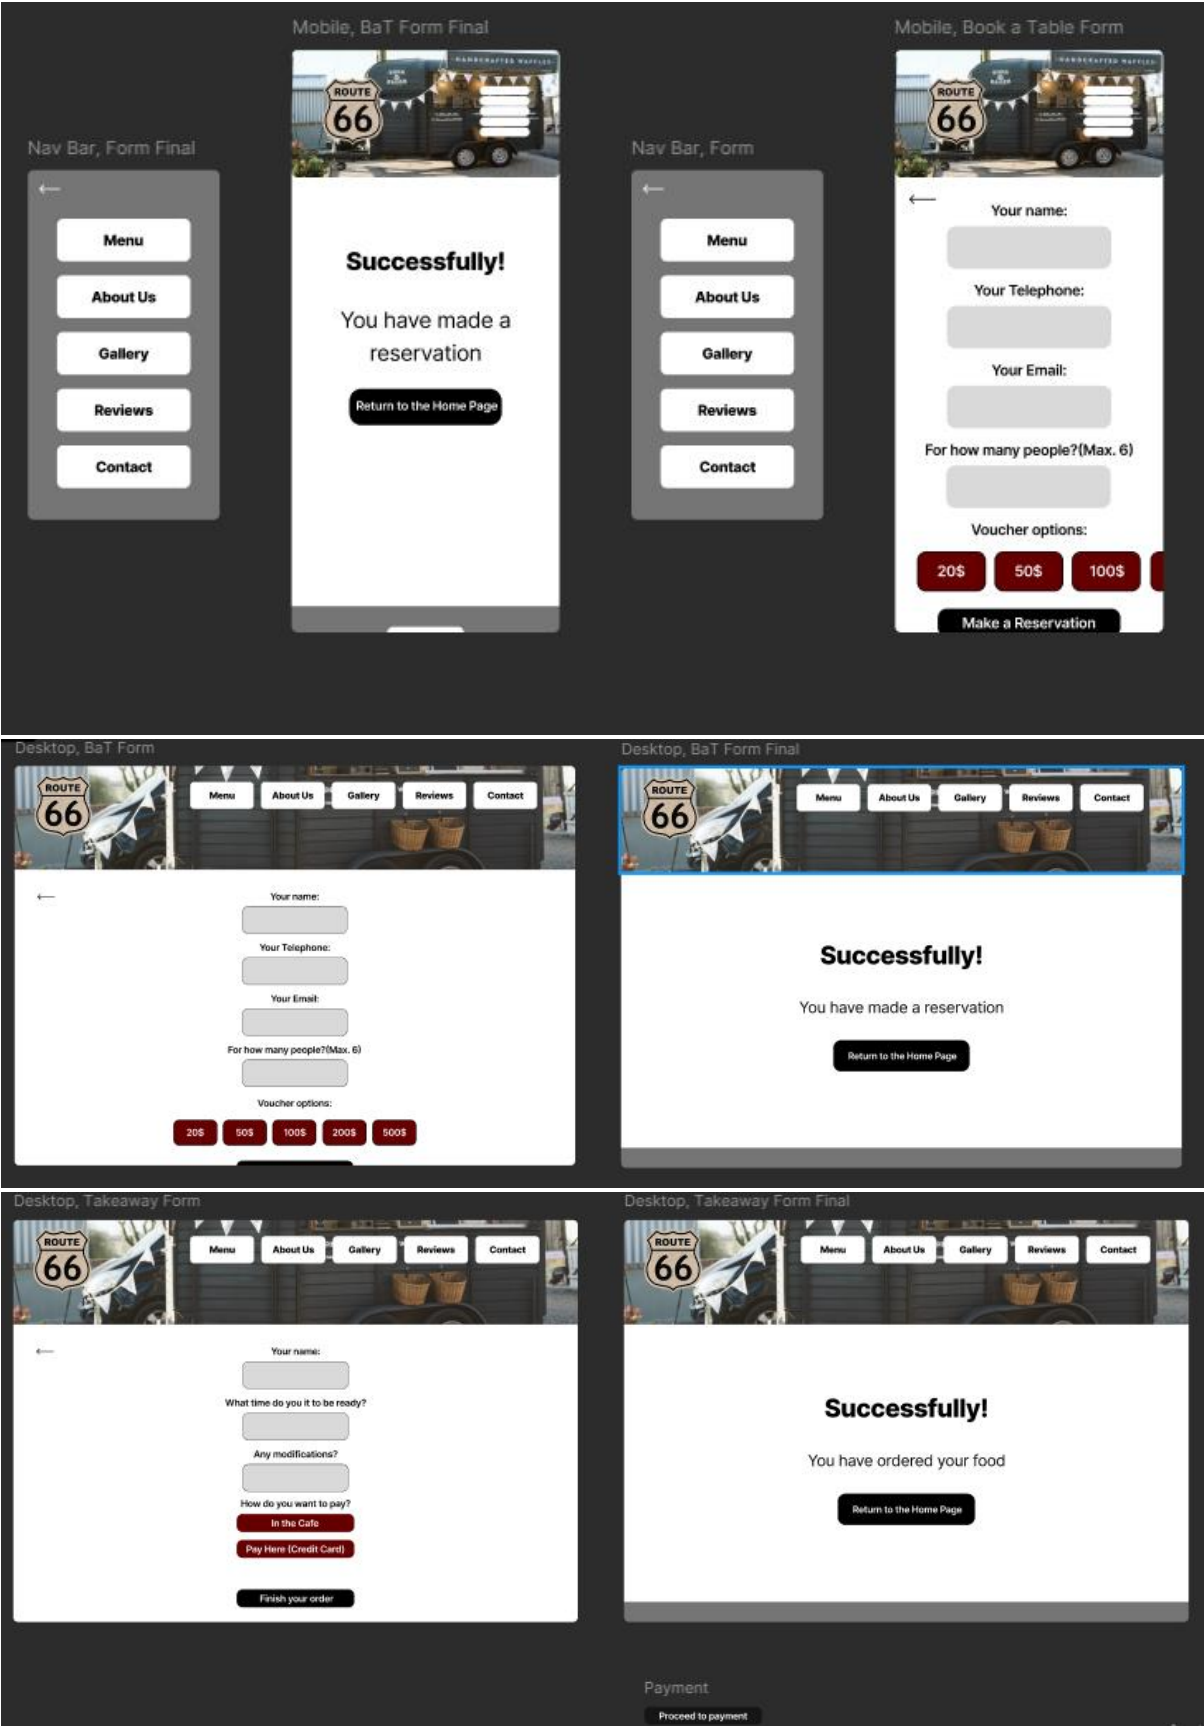 Mobile, BaT Form Final
Mobile, Book a Table Form
HANDCRAFTED WAFFLES
ROUTE
66
HANDCRAFTED WAFFLES
ROUTE
66
Nav Bar, Form Final
Menu
About Us
Gallery
Reviews
Contact
Successfully!
You have made a
reservation
Return to the Home Page
Nav Bar, Form
Menu
About Us
Gallery
Reviews
Contact
Your name:
Your Telephone:
Your Email:
For how many people?(Max. 6)
Voucher options:
20$ 50$ 100$
Make a Reservation
Desktop, BaT Form
ROUTE
66
Menu About Us Gallery Reviews Contact
Your name:
Your Telephone:
Your Email:
For how many people?(Max. 6)
Voucher options:
20$ 50$ 100$ 200$ 500$
Desktop, BaT Form Final
ROUTE
66
Menu About Us Gallery Reviews Contact
Successfully!
You have made a reservation
Return to the Home Page
Desktop, Takeaway Form
ROUTE
66
Menu About Us Gallery Reviews Contact
Your name:
What time do you it to be ready?
Any modifications?
How do you want to pay?
In the Cafe
Pay Here (Credit Card)
Finish your order
Desktop, Takeaway Form Final
ROUTE
66
Menu About Us Gallery Reviews Contact
Successfully!
You have ordered your food
Return to the Home Page
Payment
Proceed to payment